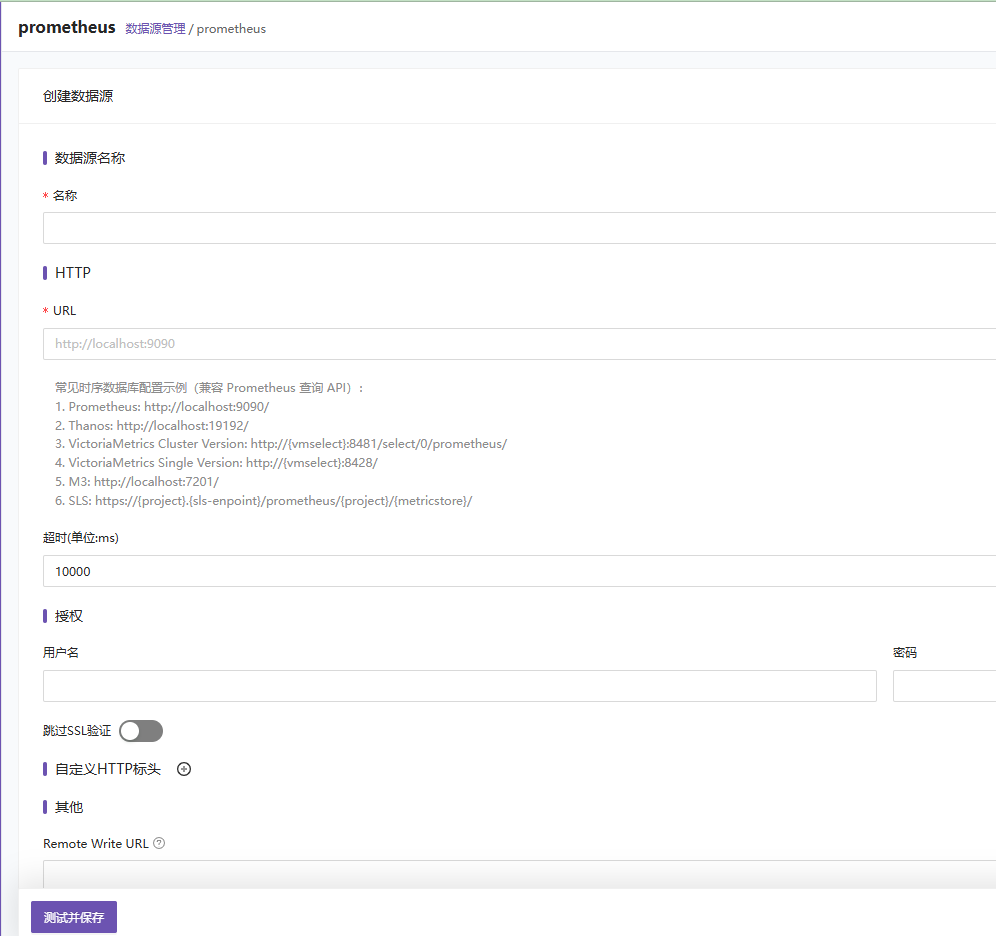 prometheus 数据源管理 / prometheus
创建数据源
数据源名称
* 名称
HTTP
* URL
http://localhost:9090
常见时序数据库配置示例（兼容 Prometheus 查询 API）:
1. Prometheus: http://localhost:9090/
2. Thanos: http://localhost:19192/
3. VictoriaMetrics Cluster Version: http://{vmselect}:8481/select/0/prometheus/
4. VictoriaMetrics Single Version: http://{vmselect}:8428/
5. M3: http://localhost:7201/
6. SLS: https://{project}.{sls-enpoint}/prometheus/{project}/{metricstore}/
超时(单位:ms)
10000
授权
用户名 密码
跳过SSL验证
自定义HTTP标头
其他
Remote Write URL
测试并保存